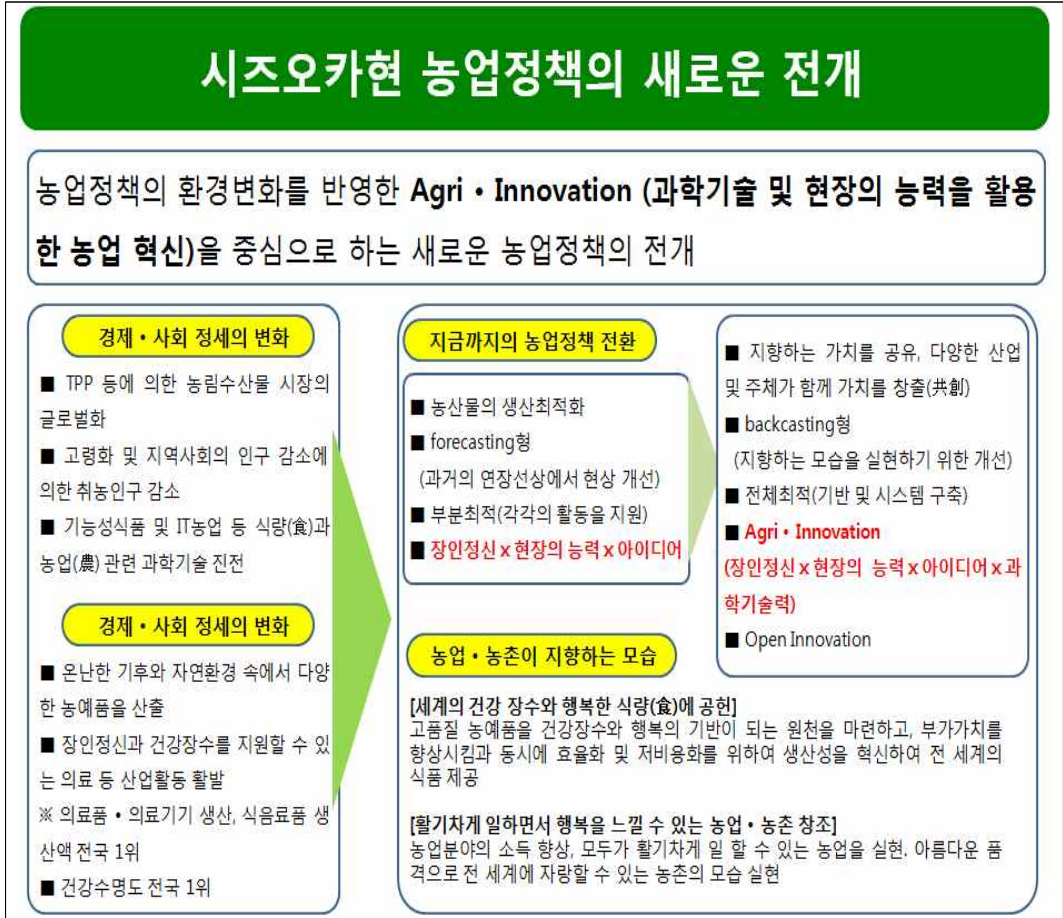 시즈오카현 농업정책의 새로운 전개
농업정책의 환경변화를 반영한 Agri • Innovation (과학기술 및 현장의 능력을 활용
한 농업 혁신)을 중심으로 하는 새로운 농업정책의 전개
경제 • 사회 정세의 변화
■ TPP 등에 의한 농림수산물 시장의
글로벌화
■ 고령화 및 지역사회의 인구 감소에
의한 취농인구 감소
■ 기능성식품 및 IT농업 등 식량(食)과
농업(農) 관련 과학기술 진전
경제 • 사회 정세의 변화
■ 온난한 기후와 자연환경 속에서 다양
한 농예품을 산출
■ 장인정신과 건강장수를 지원할 수 있
는 의료 등 산업활동 활발
※ 의료품 • 의료기기 생산, 식음료품 생
산액 전국 1위
■ 건강수명도 전국 1위
지금까지의 농업정책 전환
■ 농산물의 생산최적화
■ forecasting형
(과거의 연장선상에서 현상 개선)
■ 부분최적(각각의 활동을 지원)
■ 장인정신 x 현장의 능력 x 아이디어
■ 지향하는 가치를 공유, 다양한 산업
및 주체가 함께 가치를 창출(共創)
■ backcasting형
(지향하는 모습을 실현하기 위한 개선)
■ 전체최적(기반 및 시스템 구축)
■ Agri • Innovation
(장인정신 x 현장의 능력 x 아이디어 x 과
학기술력)
■ Open Innovation
농업 • 농촌이 지향하는 모습
[세계의 건강 장수와 행복한 식량(食)에 공헌]
고품질 농예품을 건강장수와 행복의 기반이 되는 원천을 마련하고, 부가가치를
향상시킴과 동시에 효율화 및 저비용화를 위하여 생산성을 혁신하여 전 세계의
식품 제공
[활기차게 일하면서 행복을 느낄 수 있는 농업 • 농촌 창조]
농업분야의 소득 향상, 모두가 활기차게 일 할 수 있는 농업을 실현. 아름다운 품
격으로 전 세계에 자랑할 수 있는 농촌의 모습 실현